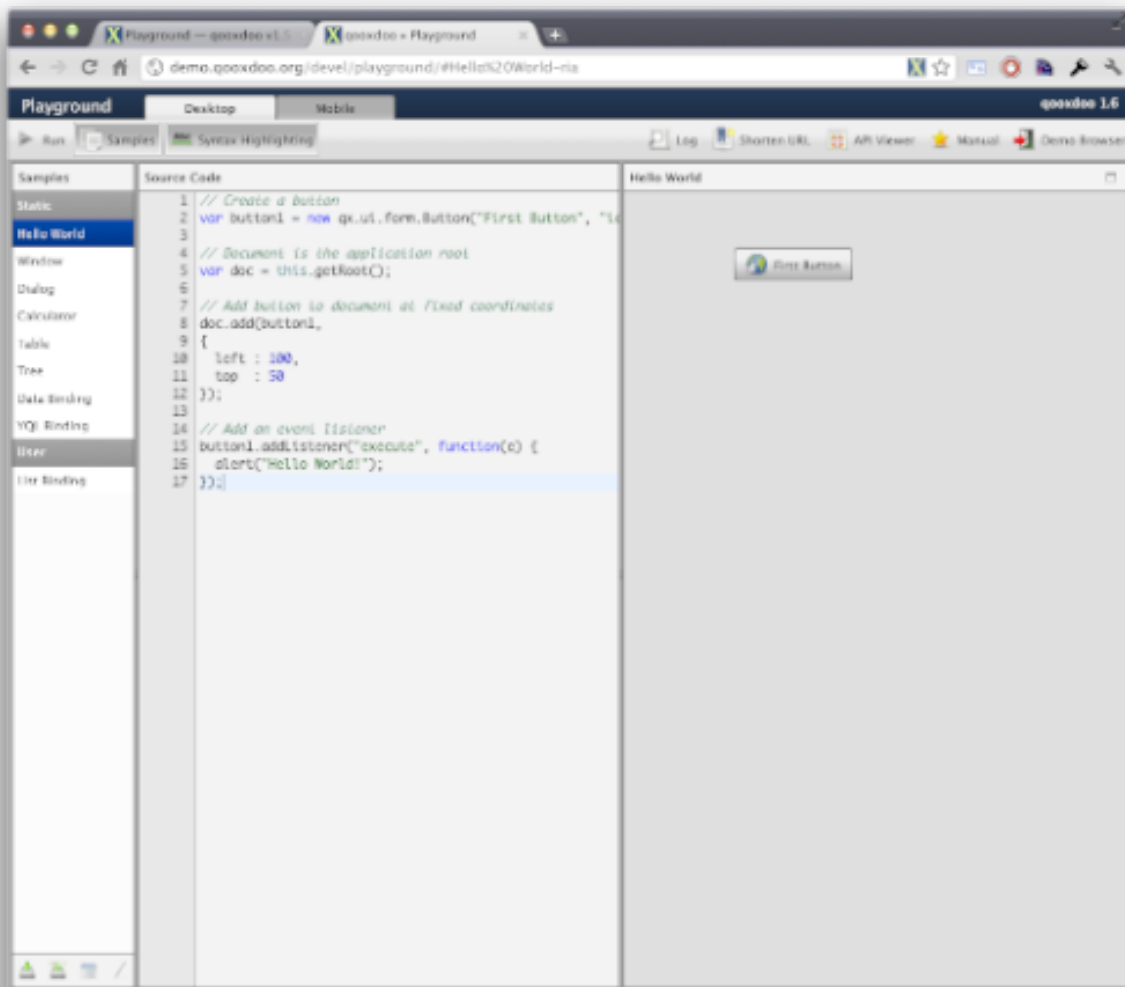 Playground — qooxdoo v1.5
qooxdoo » Playground
demo.qooxdoo.org/devel/playground/#Hello%20World-ria
Playground
Desktop
Mobile
qooxdoo 1.6
Run
Samples
Syntax Highlighting
Log
Shorten URL
API Viewer
Manual
Demo Browser
Samples
Static
Hello World
Window
Dialog
Calculator
Table
Tree
Data Binding
YQL Binding
User
List Binding
Source Code
1 // Create a button
2 var button1 = new qx.ui.form.Button("First Button", "ic
3
4 // Document is the application root
5 var doc = this.getRoot();
6
7 // Add button to document at fixed coordinates
8 doc.add(button1,
9 {
10 left : 100,
11 top : 50
12 });
13
14 // Add an event listener
15 button1.addListener("execute", function(e) {
16 alert("Hello World!");
17 });
Hello World
First Button